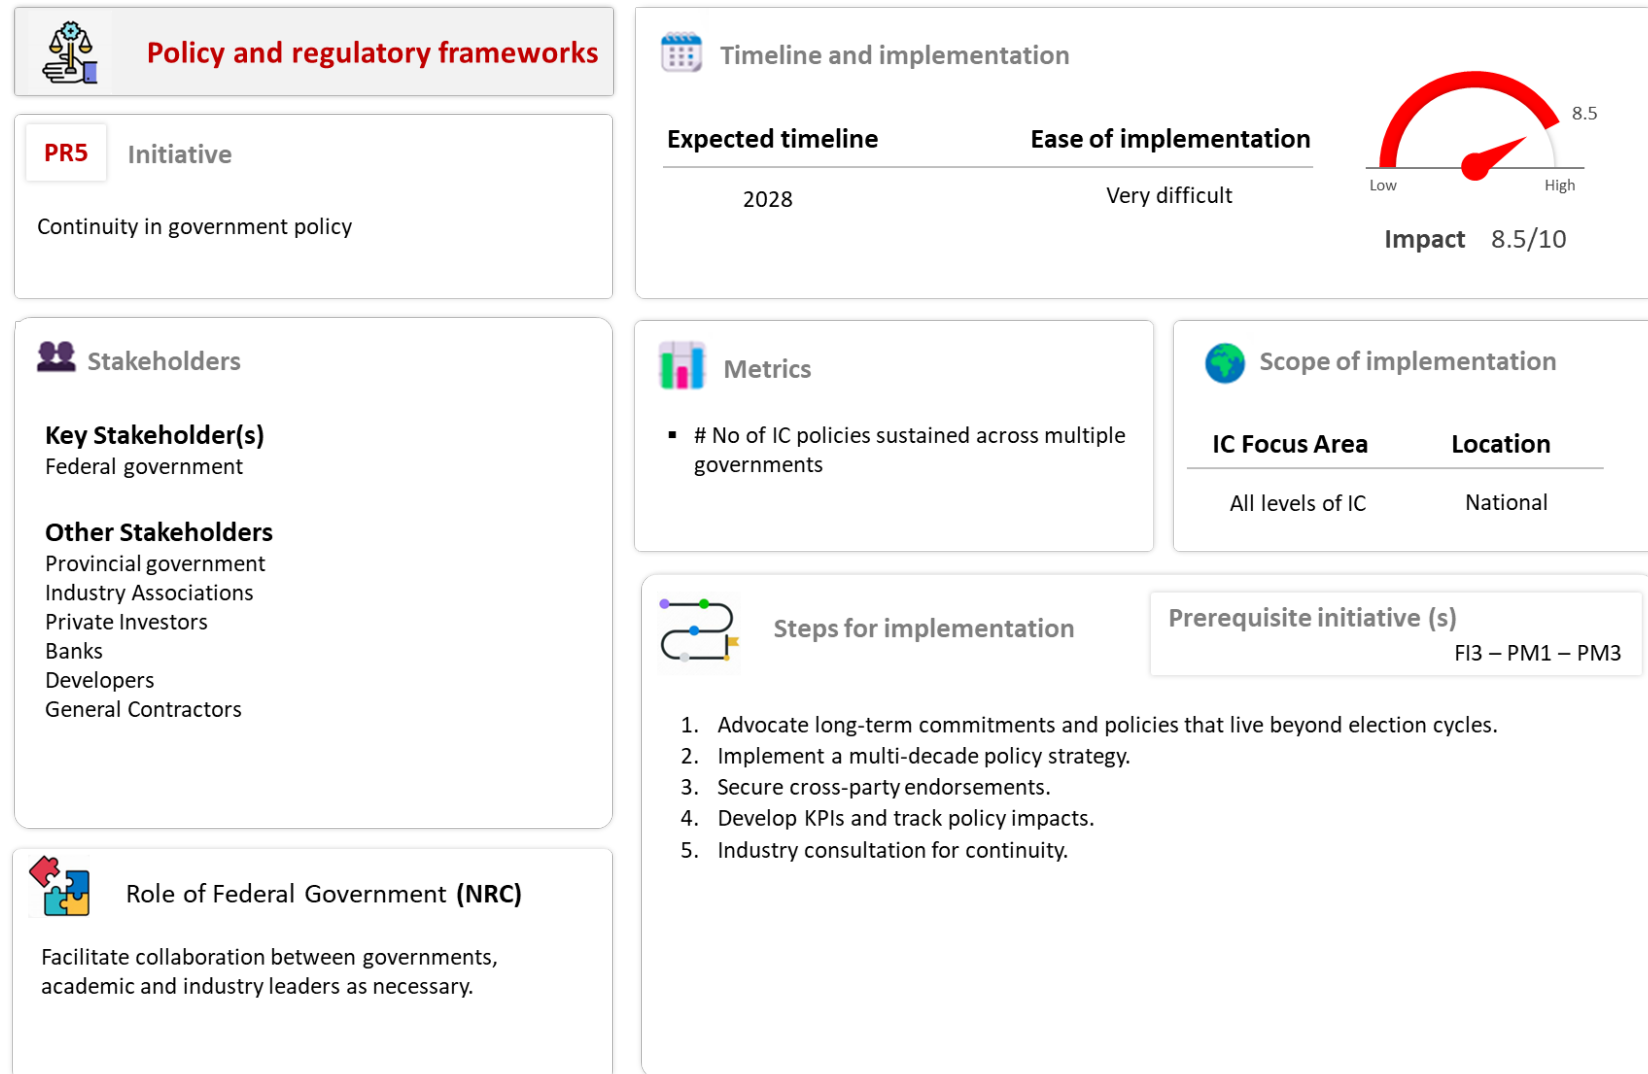 Policy and regulatory frameworks
PR5
Initiative
Continuity in government policy
Timeline and implementation
Expected timeline
Ease of implementation
2028
Very difficult
8.5
Low
High
Impact 8.5/10
Stakeholders
Key Stakeholder(s)
Federal government
Other Stakeholders
Provincial government
Industry Associations
Private Investors
Banks
Developers
General Contractors
Metrics
▪ # No of IC policies sustained across multiple
governments
Scope of implementation
IC Focus Area
Location
All levels of IC
National
Role of Federal Government (NRC)
Facilitate collaboration between governments,
academic and industry leaders as necessary.
Steps for implementation
Prerequisite initiative (s)
FI3 – PM1 – PM3
1. Advocate long-term commitments and policies that live beyond election cycles.
2. Implement a multi-decade policy strategy.
3. Secure cross-party endorsements.
4. Develop KPIs and track policy impacts.
5. Industry consultation for continuity.